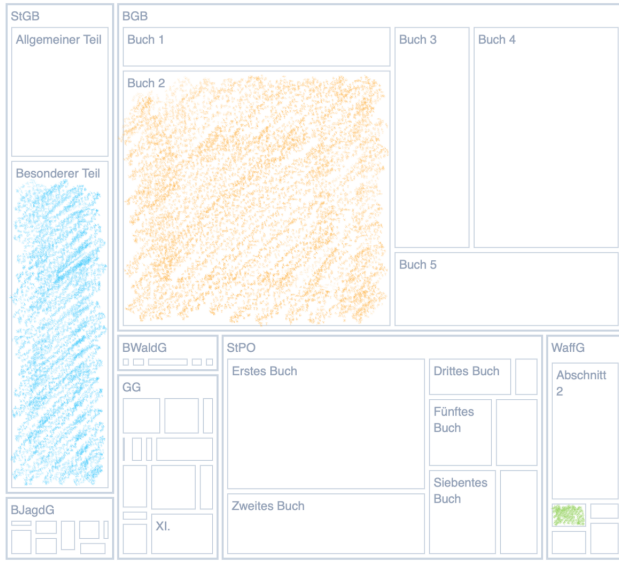 StGB
Allgemeiner Teil
Besonderer Teil
BJagdG
BGB
Buch 1
Buch 2
Buch 3
Buch 4
Buch 5
BWaldG
GG
XI.
StPO
Erstes Buch
Zweites Buch
Drittes Buch
Fünftes
Buch
Siebentes
Buch
WaffG
Abschnitt
2